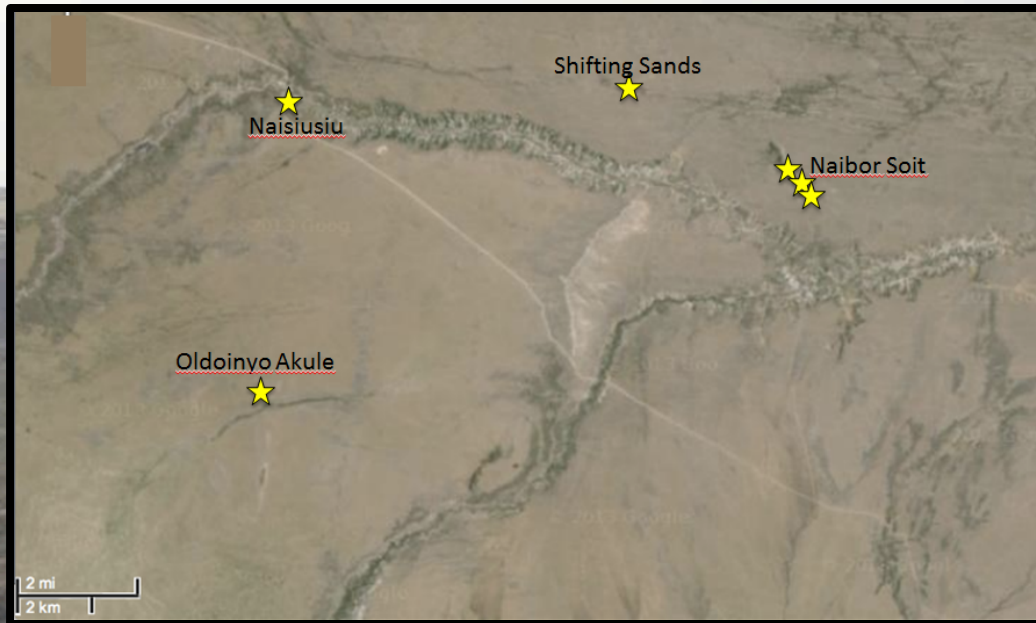 Shifting Sands
Naisiusiu
Naibor Soit
Oldoinyo Akule
2 mi
2 km